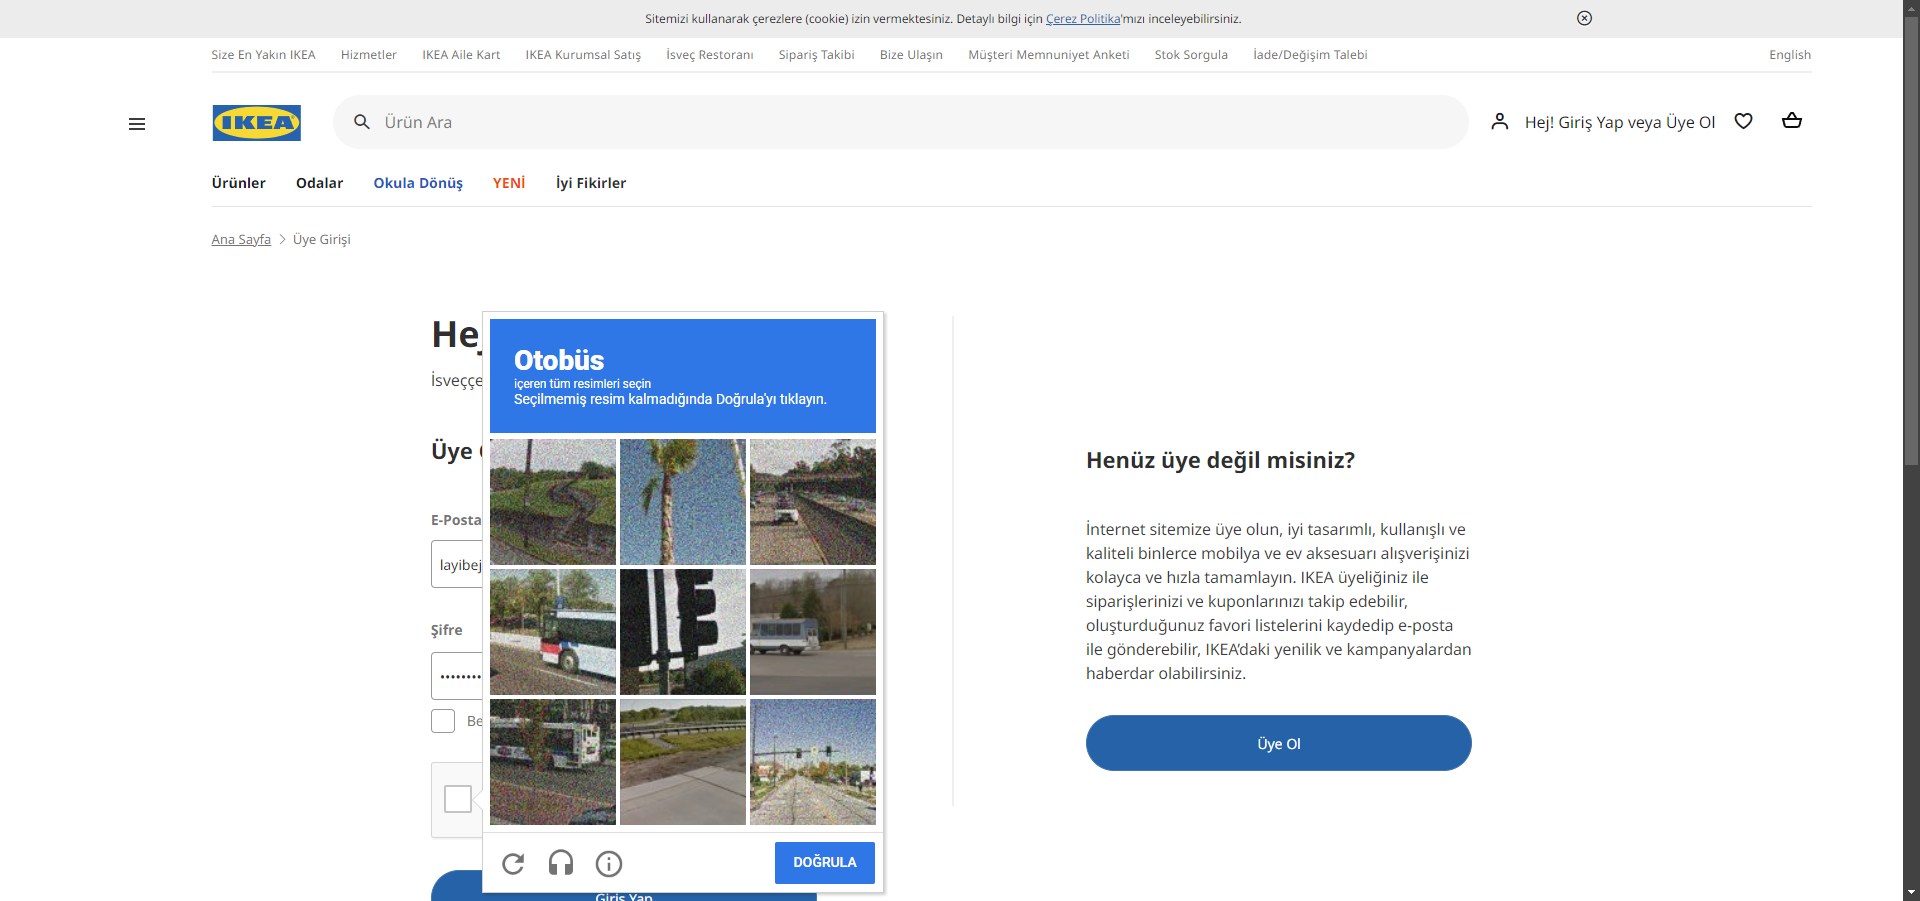 Sitemizi kullanarak çerezlere (cookie) izin vermektesiniz. Detaylı bilgi için Çerez Politika'mızı inceleyebilirsiniz.
Size En Yakın IKEA Hizmetler IKEA Aile Kart IKEA Kurumsal Satış İsveç Restoranı Sipariş Takibi Bize Ulaşın Müşteri Memnuniyet Anketi Stok Sorgula İade/Değişim Talebi English
IKEA Ürün Ara Hej! Giriş Yap veya Üye Ol
Ürünler Odalar Okula Dönüş YENİ İyi Fikirler
Ana Sayfa > Üye Girişi
Hej
İsveççe
Üye
E-Posta
layibej
Şifre
Be
Giriş Yap
Otobüs
içeren tüm resimleri seçin
Seçilmemiş resim kalmadığında Doğrula'yı tıklayın.
DOĞRULA
Henüz üye değil misiniz?
İnternet sitemize üye olun, iyi tasarımlı, kullanışlı ve
kaliteli binlerce mobilya ve ev aksesuarı alışverişinizi
kolayca ve hızla tamamlayın. IKEA üyeliğiniz ile
siparişlerinizi ve kuponlarınızı takip edebilir,
oluşturduğunuz favori listelerini kaydedip e-posta
ile gönderebilir, IKEA'daki yenilik ve kampanyalardan
haberdar olabilirsiniz.
Üye Ol